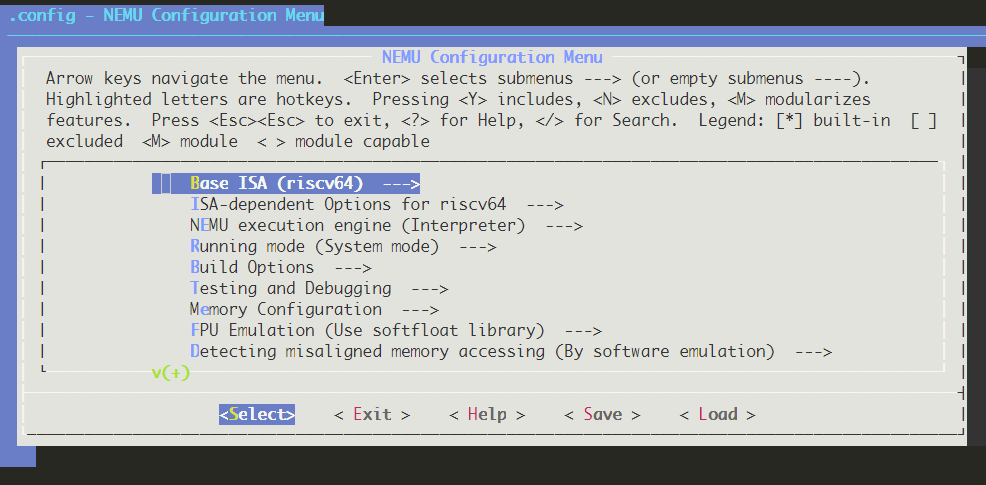 .config - NEMU Configuration Menu
NEMU Configuration Menu
Arrow keys navigate the menu.  <Enter> selects submenus ---> (or empty submenus ----).
Highlighted letters are hotkeys.  Pressing <Y> includes, <N> excludes, <M> modularizes
features.  Press <Esc><Esc> to exit, <?> for Help, </> for Search.  Legend: [*] built-in  [ ]
excluded  <M> module  < > module capable
Base ISA (riscv64)  --->
ISA-dependent Options for riscv64  --->
NEMU execution engine (Interpreter)  --->
Running mode (System mode)  --->
Build Options  --->
Testing and Debugging  --->
Memory Configuration  --->
FPU Emulation (Use softfloat library)  --->
Detecting misaligned memory accessing (By software emulation)  --->
v(+)
<Select>    < Exit >    < Help >    < Save >    < Load >